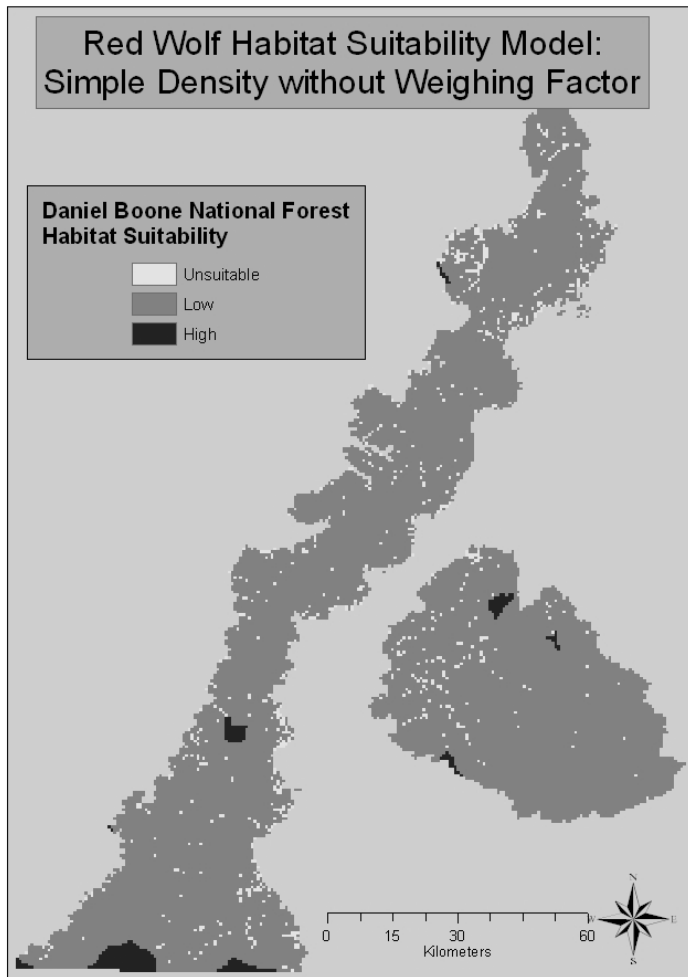 Red Wolf Habitat Suitability Model:
Simple Density without Weighing Factor
Daniel Boone National Forest
Habitat Suitability
Unsuitable
Low
High
N
W E
S
0 15 30 60
Kilometers